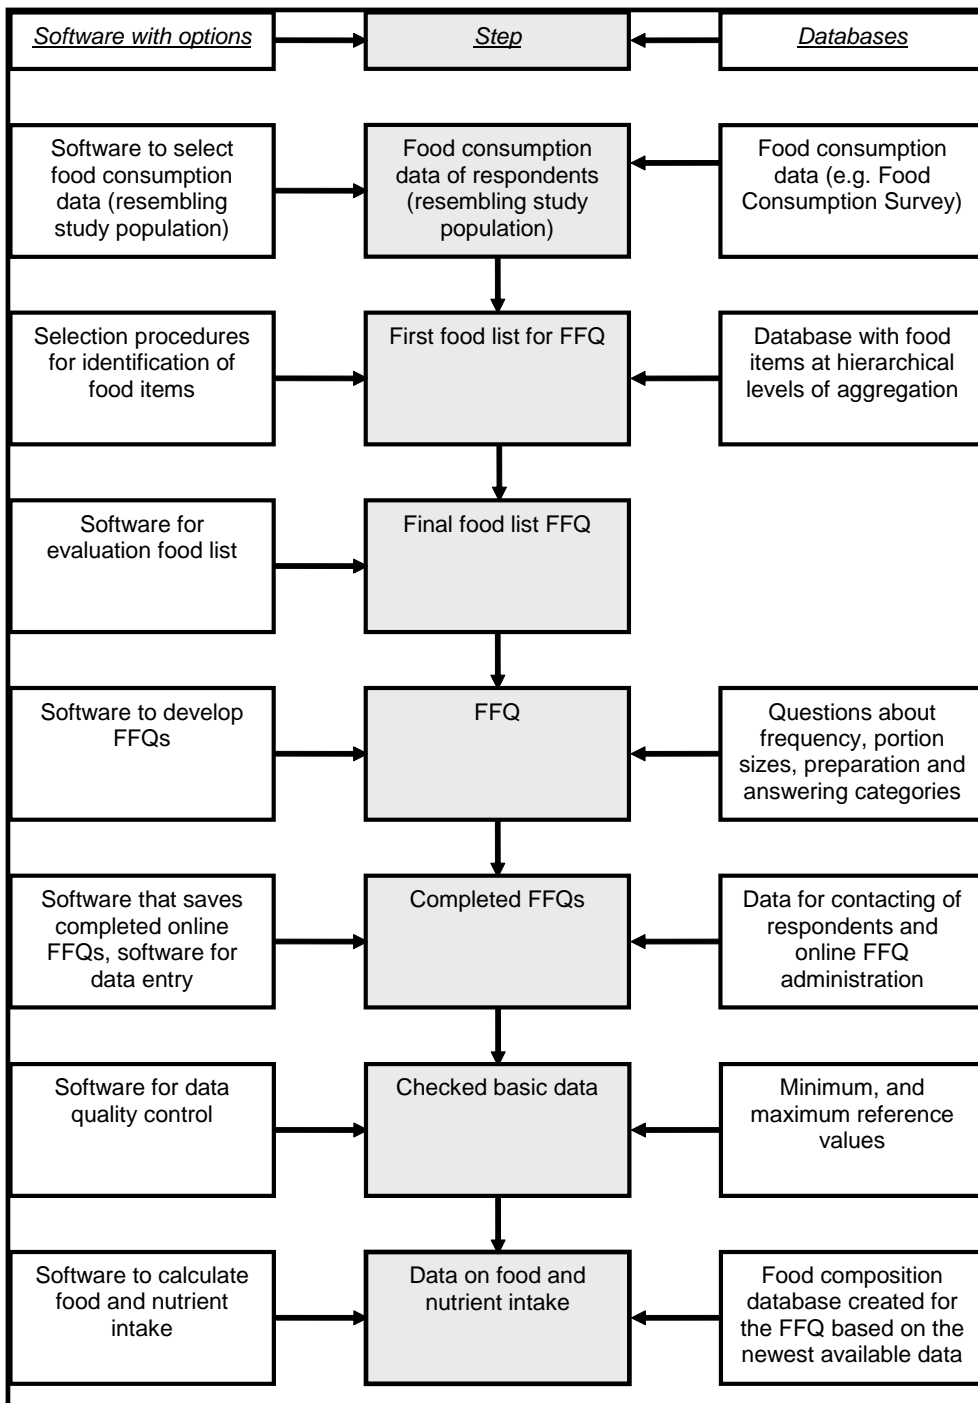 Software with options
Step
Databases
Software to select
food consumption
data (resembling
study population)
Food consumption
data of respondents
(resembling study
population)
Food consumption
data (e.g. Food
Consumption Survey)
Selection procedures
for identification of
food items
First food list for FFQ
Database with food
items at hierarchical
levels of aggregation
Software for
evaluation food list
Final food list FFQ
Software to develop
FFQs
FFQ
Questions about
frequency, portion
sizes, preparation and
answering categories
Software that saves
completed online
FFQs, software for
data entry
Completed FFQs
Data for contacting of
respondents and
online FFQ
administration
Software for data
quality control
Checked basic data
Minimum, and
maximum reference
values
Software to calculate
food and nutrient
intake
Data on food and
nutrient intake
Food composition
database created for
the FFQ based on the
newest available data